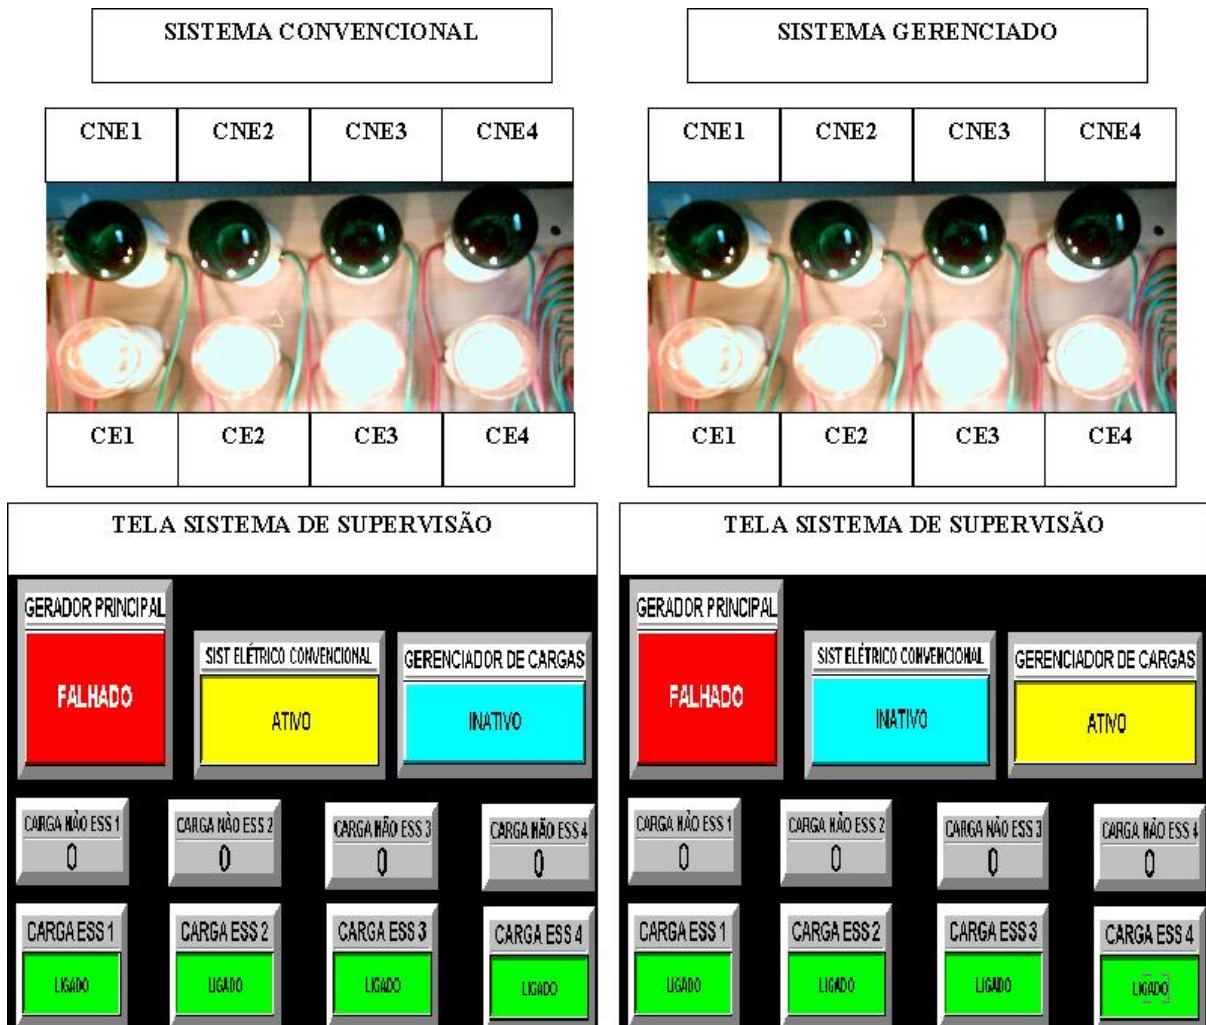 SISTEMA CONVENCIONAL
SISTEMA GERENCIADO
CNE1 CNE2 CNE3 CNE4
CNE1 CNE2 CNE3 CNE4
CE1 CE2 CE3 CE4
CE1 CE2 CE3 CE4
TELA SISTEMA DE SUPERVISÃO
GERADOR PRINCIPAL
FALHADO
SIST ELÉTRICO CONVENCIONAL
ATIVO
GERENCIADOR DE CARGAS
INATIVO
CARGA NÃO ESS 1
0
CARGA NÃO ESS 2
0
CARGA NÃO ESS 3
0
CARGA NÃO ESS 4
0
CARGA ESS 1
LIGADO
CARGA ESS 2
LIGADO
CARGA ESS 3
LIGADO
CARGA ESS 4
LIGADO
TELA SISTEMA DE SUPERVISÃO
GERADOR PRINCIPAL
FALHADO
SIST ELÉTRICO CONVENCIONAL
INATIVO
GERENCIADOR DE CARGAS
ATIVO
CARGA NÃO ESS 1
0
CARGA NÃO ESS 2
0
CARGA NÃO ESS 3
0
CARGA NÃO ESS 4
0
CARGA ESS 1
LIGADO
CARGA ESS 2
LIGADO
CARGA ESS 3
LIGADO
CARGA ESS 4
LIGADO